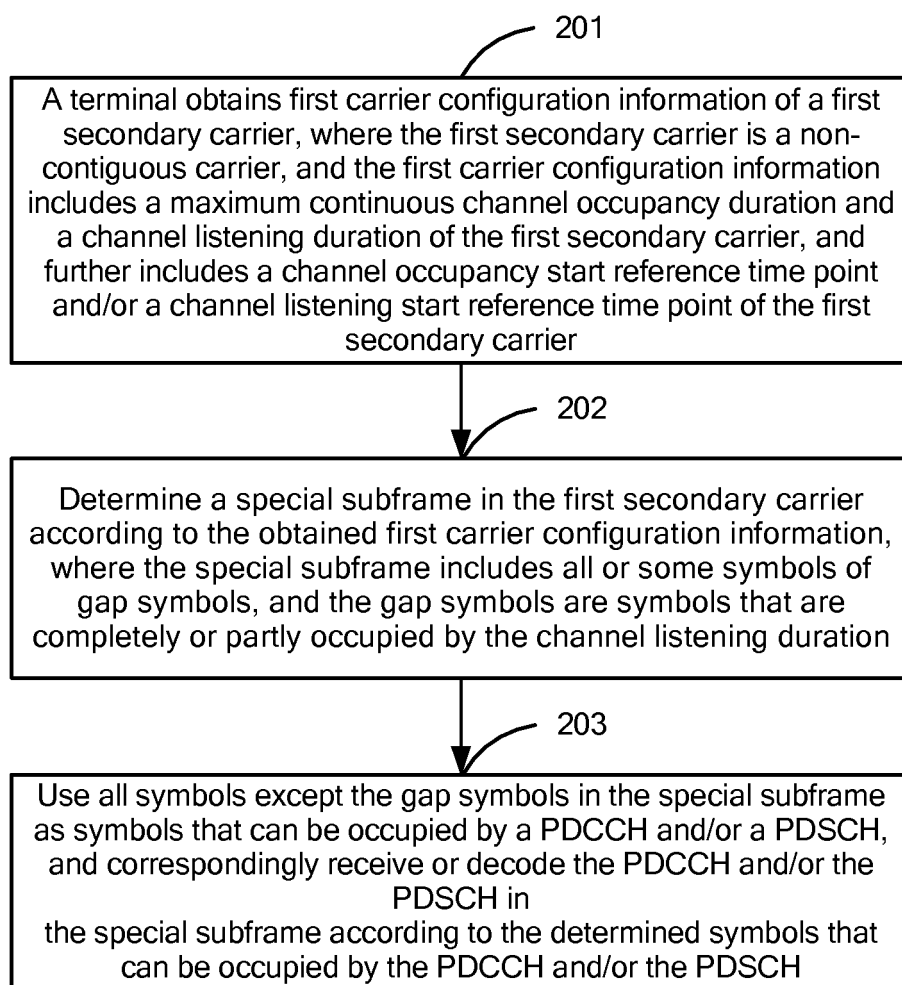 201
A terminal obtains first carrier configuration information of a first
secondary carrier, where the first secondary carrier is a non-
contiguous carrier, and the first carrier configuration information
includes a maximum continuous channel occupancy duration and
a channel listening duration of the first secondary carrier, and
further includes a channel occupancy start reference time point
and/or a channel listening start reference time point of the first
secondary carrier
202
Determine a special subframe in the first secondary carrier
according to the obtained first carrier configuration information,
where the special subframe includes all or some symbols of
gap symbols, and the gap symbols are symbols that are
completely or partly occupied by the channel listening duration
203
Use all symbols except the gap symbols in the special subframe
as symbols that can be occupied by a PDCCH and/or a PDSCH,
and correspondingly receive or decode the PDCCH and/or the
PDSCH in
the special subframe according to the determined symbols that
can be occupied by the PDCCH and/or the PDSCH